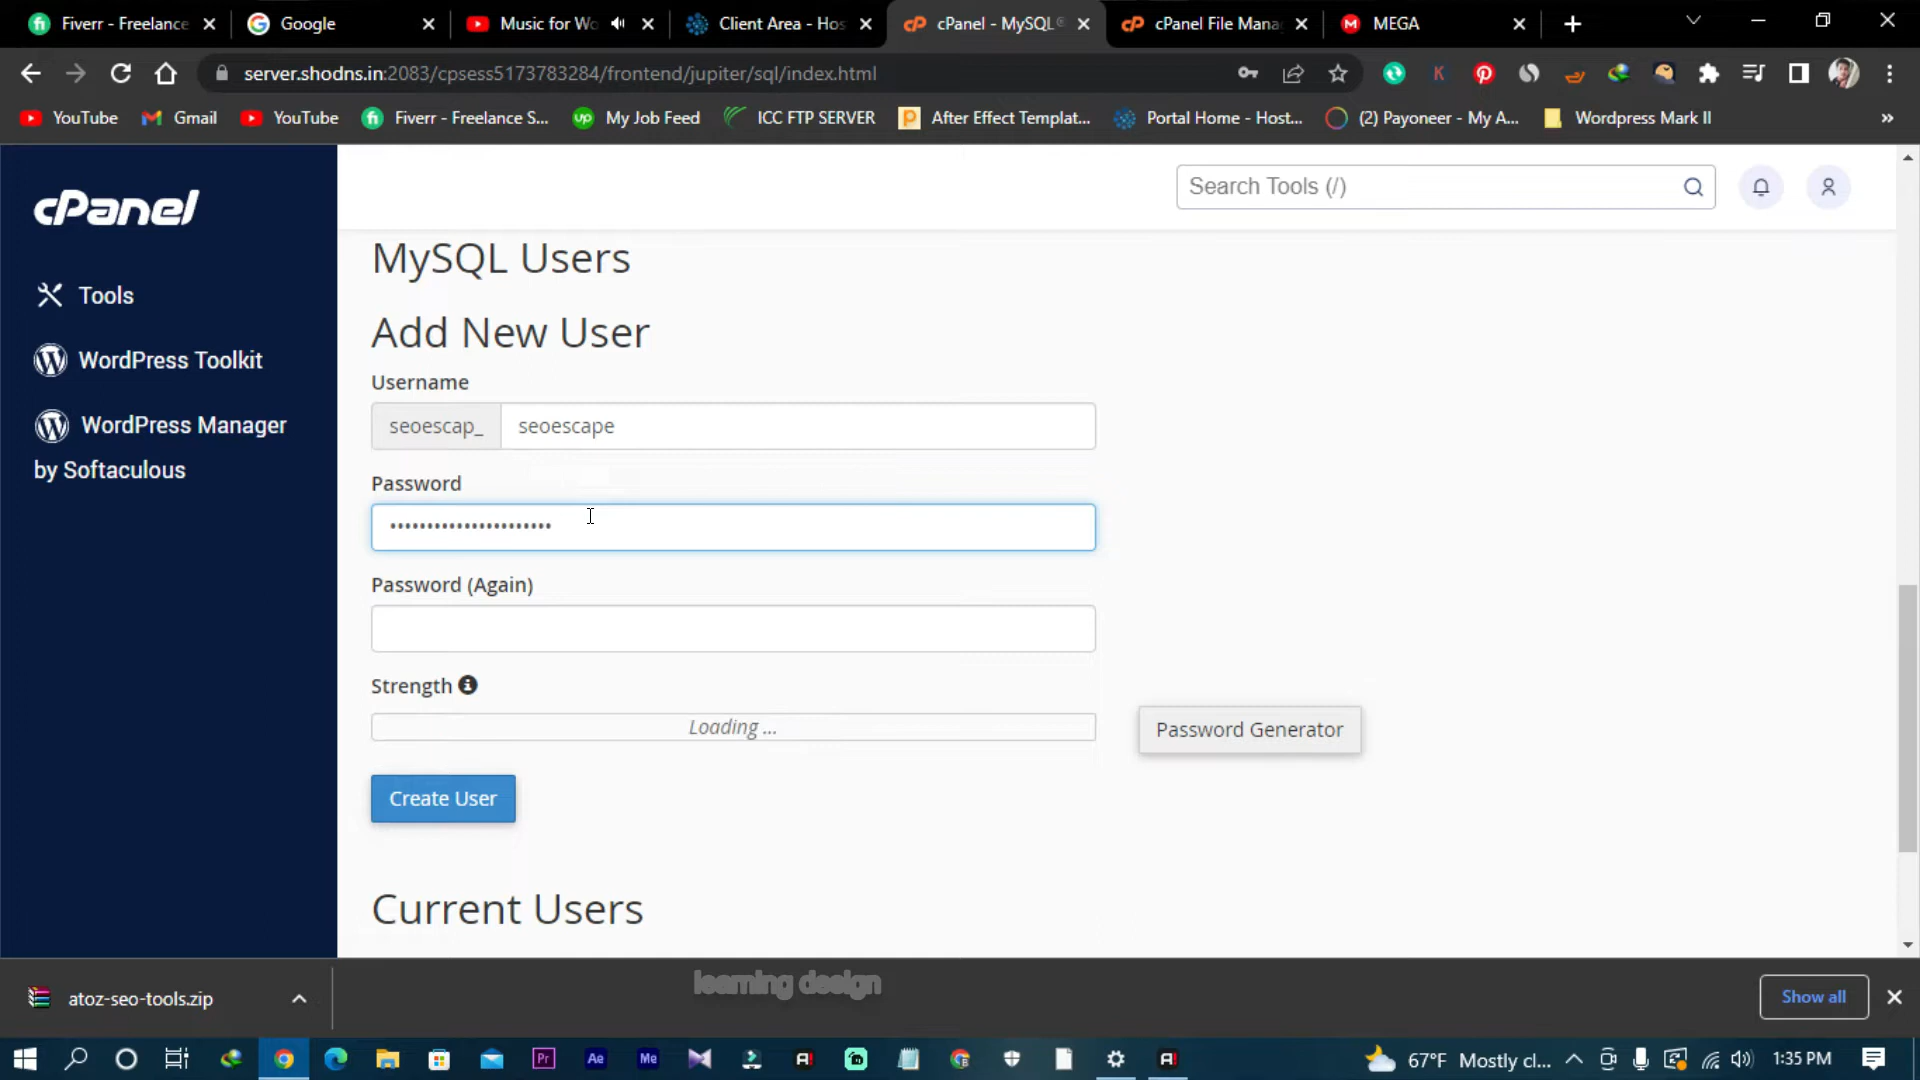 Fiverr - Freelance
Google
Music for Wo
Client Area - Hos
cPanel - MySQL®
cPanel File Mana
MEGA
server.shodns.in:2083/cpsess5173783284/frontend/jupiter/sql/index.html
YouTube
Gmail
YouTube
Fiverr - Freelance S...
My Job Feed
ICC FTP SERVER
After Effect Templat...
Portal Home - Host...
(2) Payoneer - My A...
Wordpress Mark II
»
cPanel
Search Tools (/)
Tools
WordPress Toolkit
WordPress Manager
by Softaculous
MySQL Users
Add New User
Username
seoescap_
seoescape
Password
••••••••••••••••••••••
Password (Again)
Strength
Loading ...
Password Generator
Create User
Current Users
atoz-seo-tools.zip
learning design
Show all
67°F Mostly cl...
1:35 PM